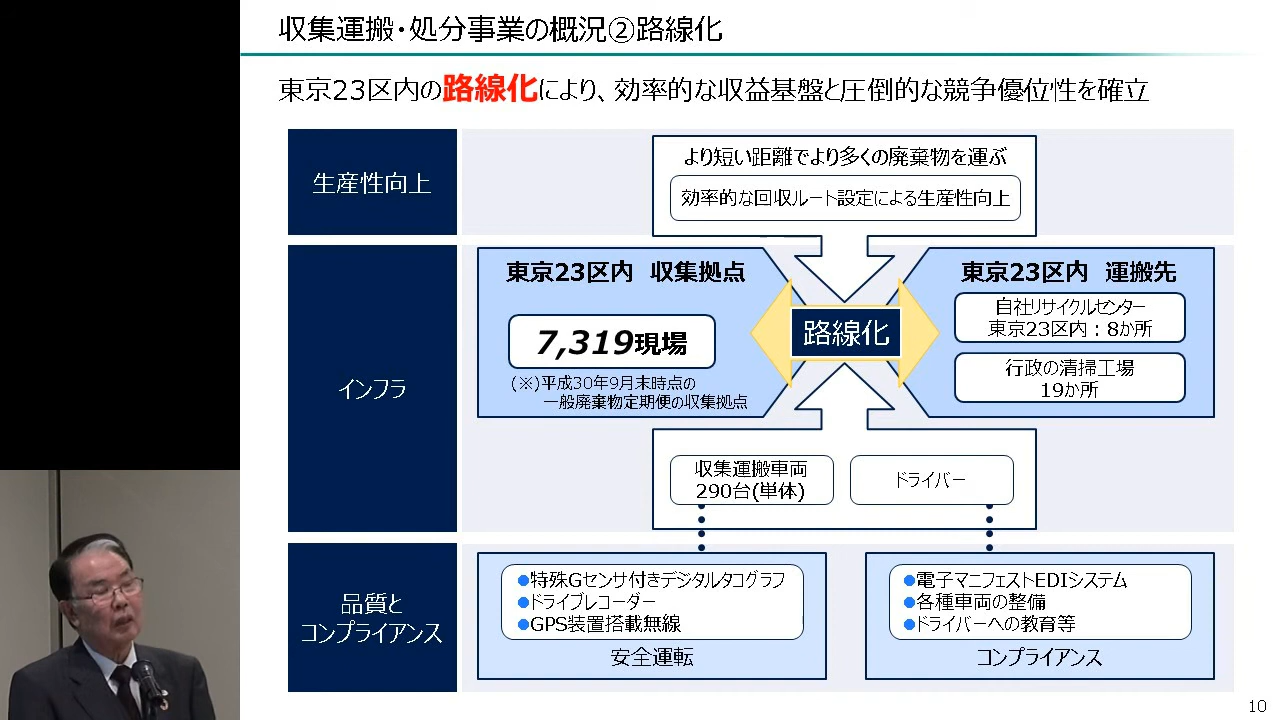 収集運搬・処分事業の概況②路線化
東京23区内の路線化により、効率的な収益基盤と圧倒的な競争優位性を確立
生産性向上
より短い距離でより多くの廃棄物を運ぶ
効率的な回収ルート設定による生産性向上
インフラ
東京23区内 収集拠点
7,319現場
(※)平成30年9月末時点の
一般廃棄物定期便の収集拠点
路線化
東京23区内 運搬先
自社リサイクルセンター
東京23区内：8か所
行政の清掃工場
19か所
収集運搬車両
290台(単体)
ドライバー
品質と
コンプライアンス
●特殊Gセンサ付きデジタルタコグラフ
●ドライブレコーダー
●GPS装置搭載無線
安全運転
●電子マニフェストEDIシステム
●各種車両の整備
●ドライバーへの教育等
コンプライアンス
10